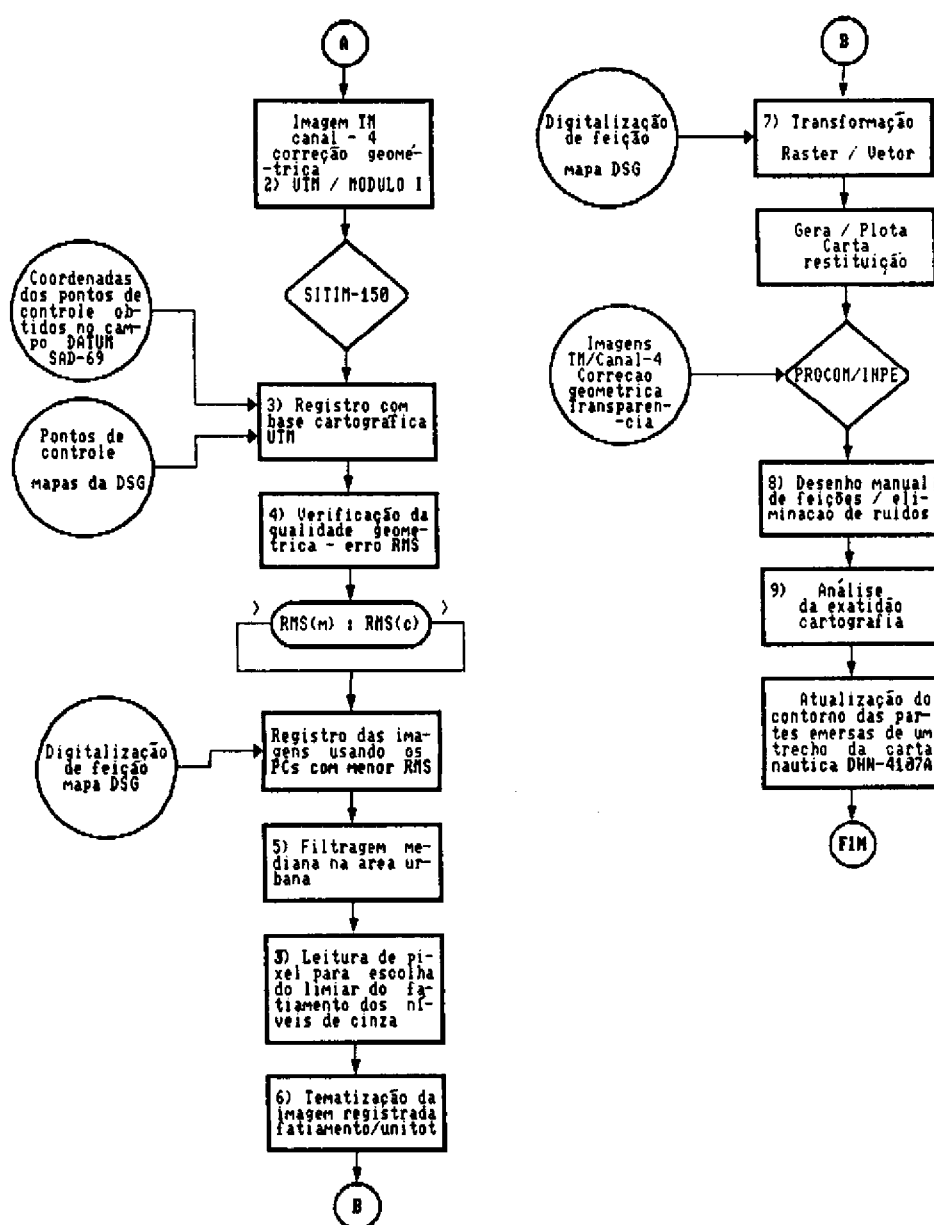 A
Imagem TM
canal - 4
correção geomé-
-trica
2) UTM / MODULO I
SITIM-150
Coordenadas
dos pontos de
controle ob-
tidos no cam-
po DATUM
SAD-69
3) Registro com
base cartográfica
UTM
Pontos de
controle
mapas da DSG
4) Verificação da
qualidade geome-
trica - erro RMS
> >
RMS(m) : RMS(c)
Digitalização
de feição
mapa DSG
Registro das ima-
gens usando os
PCs com menor RMS
5) Filtragem me-
diana na area ur-
bana
3) Leitura de pi-
xel para escolha
do limiar do fa-
tiamento dos ní-
veis de cinza
6) Tematização da
imagem registrada
fatiamento/unitot
B
B
Digitalização
de feição
mapa DSG
7) Transformação
Raster / Vetor
Gera / Plota
Carta
restituição
Imagens
TM/Canal-4
Correcao
geometrica
Transparen-
-cia
PROCOM/INPE
8) Desenho manual
de feições / eli-
minacao de ruidos
9) Análise
da exatidão
cartografia
Atualização do
contorno das par-
tes emersas de um
trecho da carta
nautica DHN-4107A
FIM